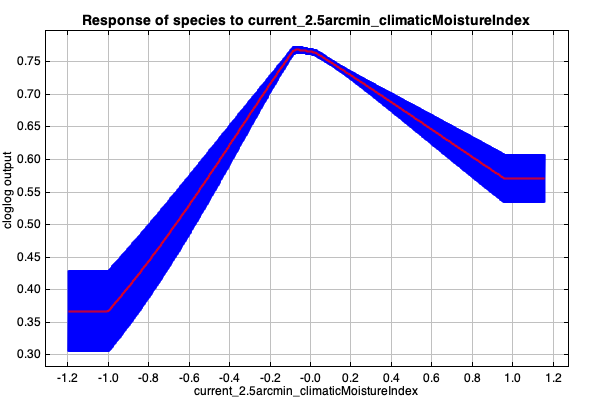 Response of species to current_2.5arcmin_climaticMoistureIndex
cloglog output
0.75
0.70
0.65
0.60
0.55
0.50
0.45
0.40
0.35
0.30
-1.2 -1.0 -0.8 -0.6 -0.4 -0.2 -0.0 0.2 0.4 0.6 0.8 1.0 1.2
current_2.5arcmin_climaticMoistureIndex